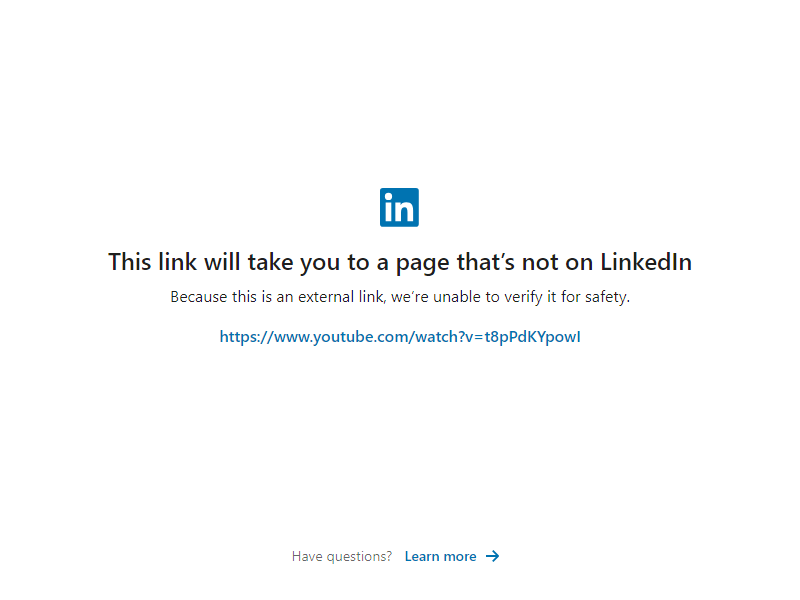 in
This link will take you to a page that’s not on LinkedIn
Because this is an external link, we’re unable to verify it for safety.
https://www.youtube.com/watch?v=t8pPdKYpowI
Have questions? Learn more →